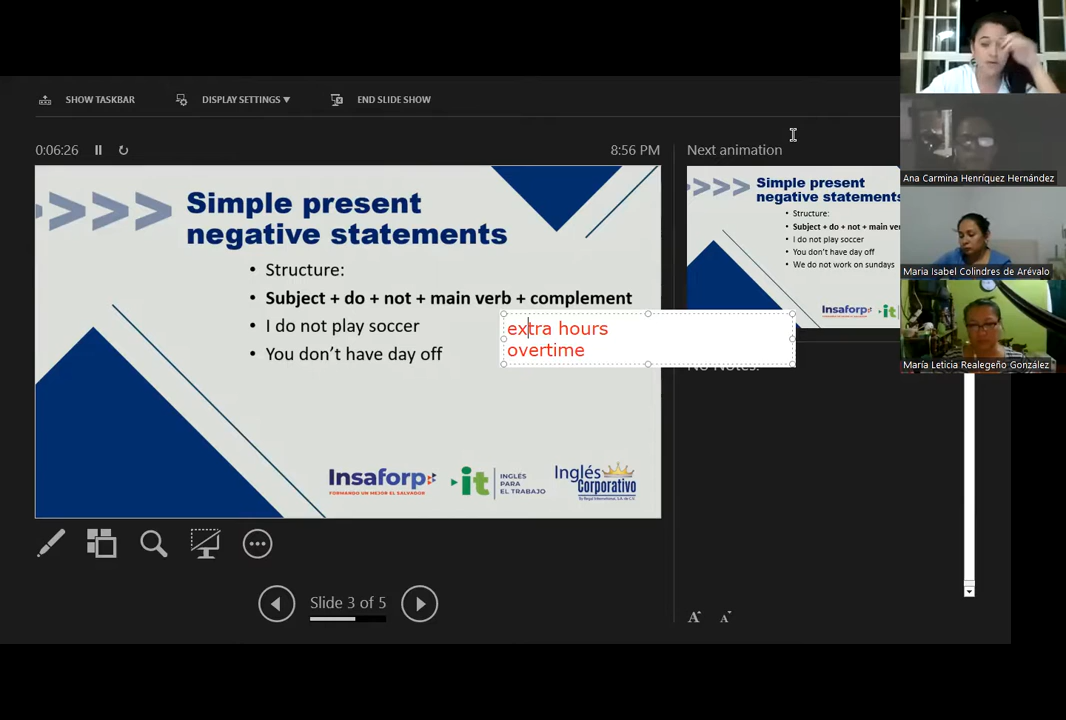 SHOW TASKBAR
DISPLAY SETTINGS ▼
END SLIDE SHOW
0:06:26
8:56 PM
Simple present
negative statements
• Structure:
• Subject + do + not + main verb + complement
• I do not play soccer
• You don't have day off
extra hours
overtime
Insaforp
FORMANDO UN MEJOR EL SALVADOR
it
INGLÉS
PARA
EL TRABAJO
Inglés
Corporativo
Slide 3 of 5
Next animation
Simple present
negative statements
• Structure:
• Subject + do + not + main ver
• I do not play soccer
• You don't have day off
• We do not work on sundays
Insaforp
it
No Notes.
A
A
Ana Carmina Henríquez Hernández
Maria Isabel Colindres de Arévalo
María Leticia Realegeño González